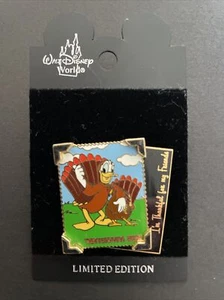 Walt Disney
World
I'm Thankful for my Friends
LIMITED EDITION